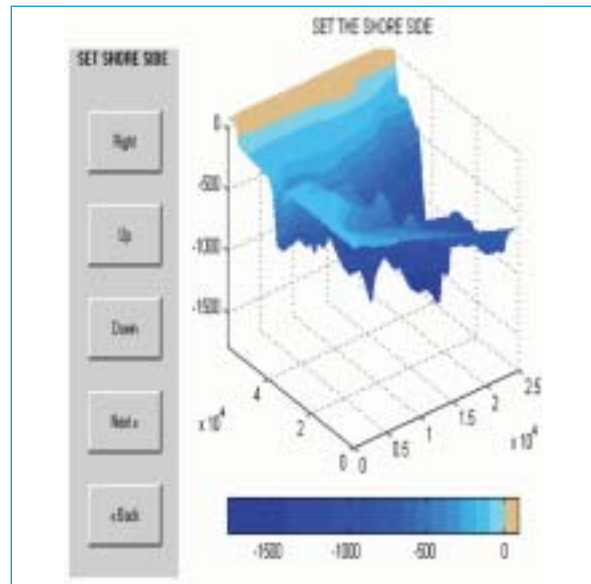 SET THE SHORE SIDE
SET SHORE SIDE
Right
Up
Down
Next »
« Back
0
-500
-1000
-1500
4
2
0
x 10^4
0
0.5
1
1.5
2
2.5
x 10^4
-1500
-1000
-500
0